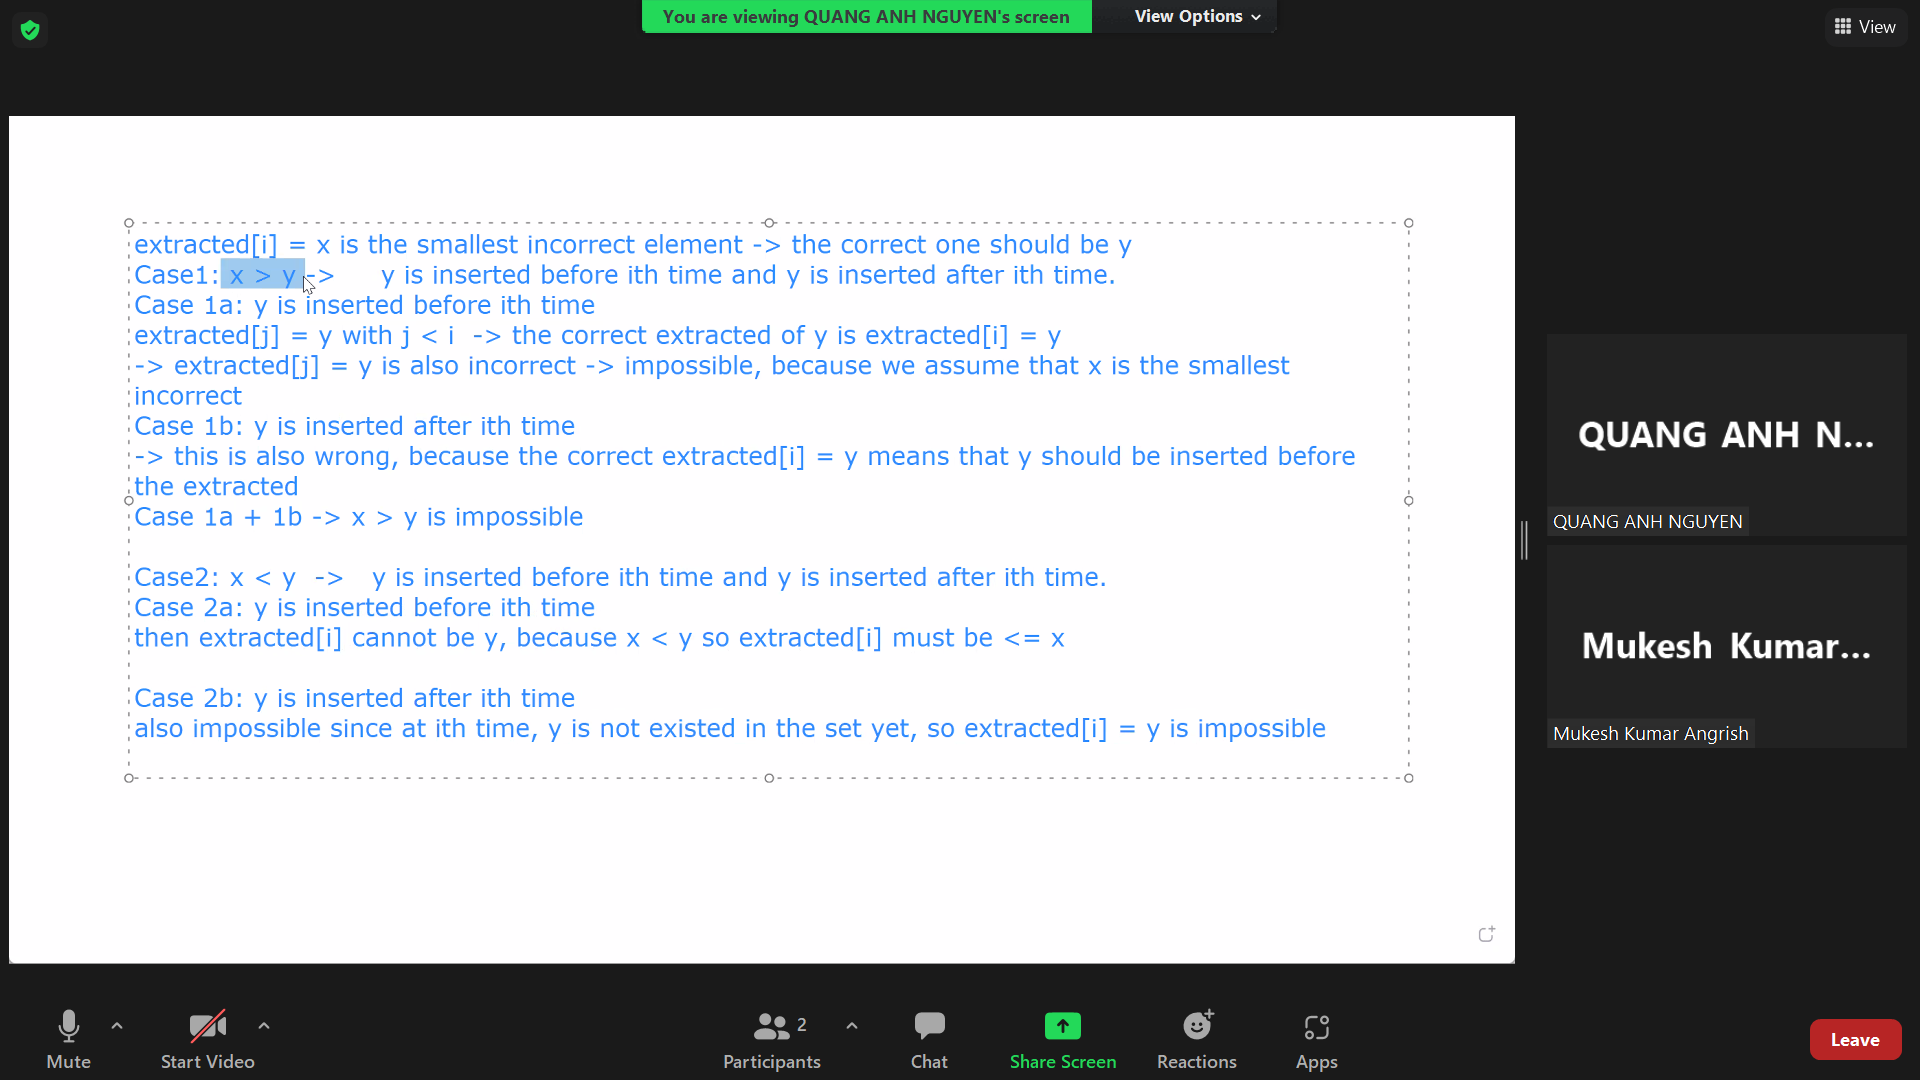 You are viewing QUANG ANH NGUYEN's screen
View Options
View
extracted[i] = x is the smallest incorrect element -> the correct one should be y
Case1: x > y -> y is inserted before ith time and y is inserted after ith time.
Case 1a: y is inserted before ith time
extracted[j] = y with j < i -> the correct extracted of y is extracted[i] = y
-> extracted[j] = y is also incorrect -> impossible, because we assume that x is the smallest
incorrect
Case 1b: y is inserted after ith time
-> this is also wrong, because the correct extracted[i] = y means that y should be inserted before
the extracted
Case 1a + 1b -> x > y is impossible
Case2: x < y -> y is inserted before ith time and y is inserted after ith time.
Case 2a: y is inserted before ith time
then extracted[i] cannot be y, because x < y so extracted[i] must be <= x
Case 2b: y is inserted after ith time
also impossible since at ith time, y is not existed in the set yet, so extracted[i] = y is impossible
QUANG ANH N...
QUANG ANH NGUYEN
Mukesh Kumar...
Mukesh Kumar Angrish
Mute
Start Video
2
Participants
Chat
Share Screen
Reactions
Apps
Leave